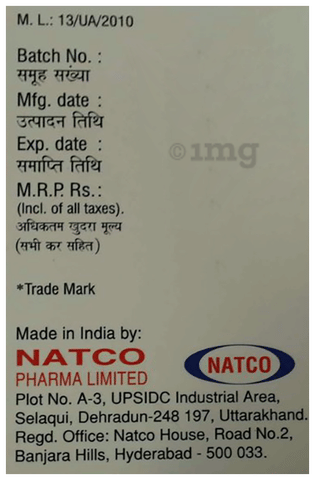 M. L.: 13/UA/2010
Batch No. :
समूह सख्या
Mfg. date :
उत्पादन तिथि
Exp. date :
समाप्ति तिथि
M.R.P. Rs.:
(Incl. of all taxes).
अधिकतम खुदरा मूल्य
(सभी कर सहित)
©1mg
*Trade Mark
Made in India by:
NATCO
PHARMA LIMITED
NATCO
Plot No. A-3, UPSIDC Industrial Area,
Selaqui, Dehradun-248 197, Uttarakhand.
Regd. Office: Natco House, Road No.2,
Banjara Hills, Hyderabad - 500 033.